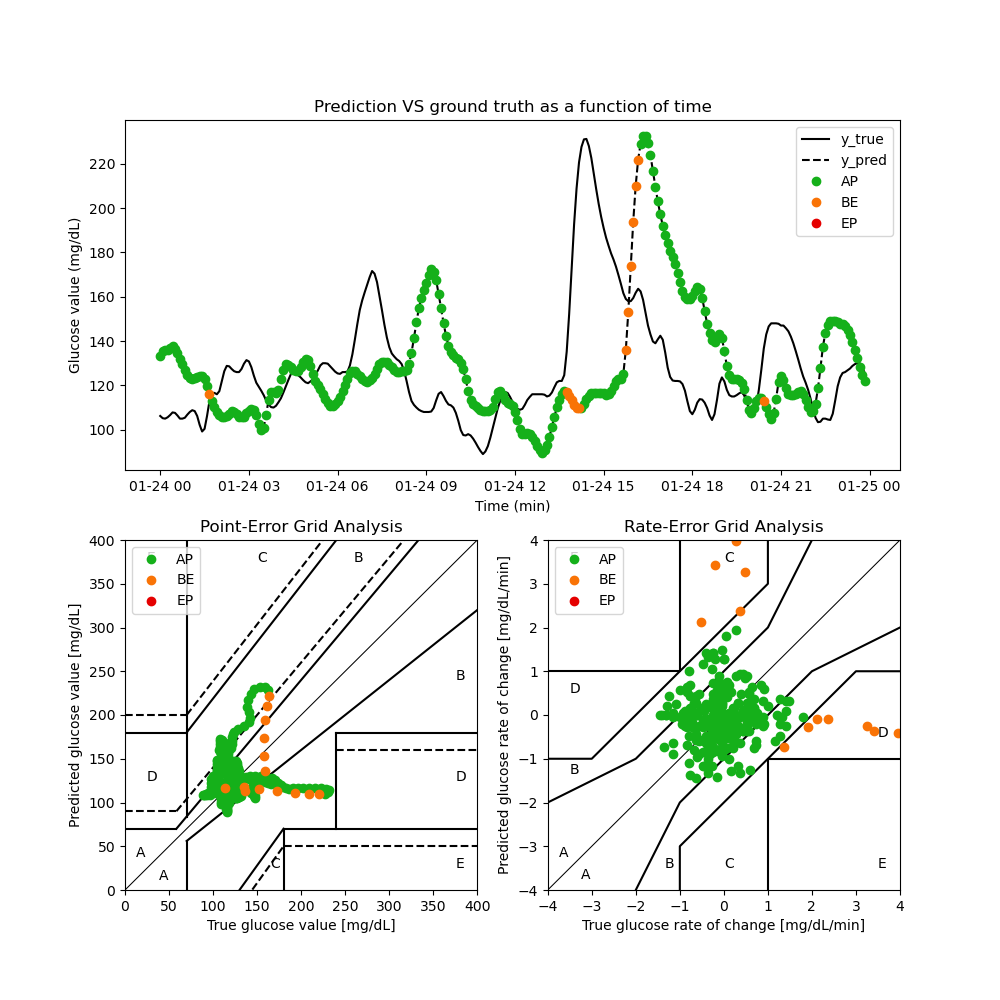 Prediction VS ground truth as a function of time
Glucose value (mg/dL)
220
200
180
160
140
120
100
y_true
y_pred
AP
BE
EP
01-24 00 01-24 03 01-24 06 01-24 09 01-24 12 01-24 15 01-24 18 01-24 21 01-25 00
Time (min)
Point-Error Grid Analysis
Predicted glucose value [mg/dL]
400
350
300
250
200
150
100
50
0
AP
BE
EP
C
B
B
D
D
A
A
C
E
0 50 100 150 200 250 300 350 400
True glucose value [mg/dL]
Rate-Error Grid Analysis
Predicted glucose rate of change [mg/dL/min]
4
3
2
1
0
−1
−2
−3
−4
AP
BE
EP
C
D
D
B
A
A
B
C
E
−4 −3 −2 −1 0 1 2 3 4
True glucose rate of change [mg/dL/min]